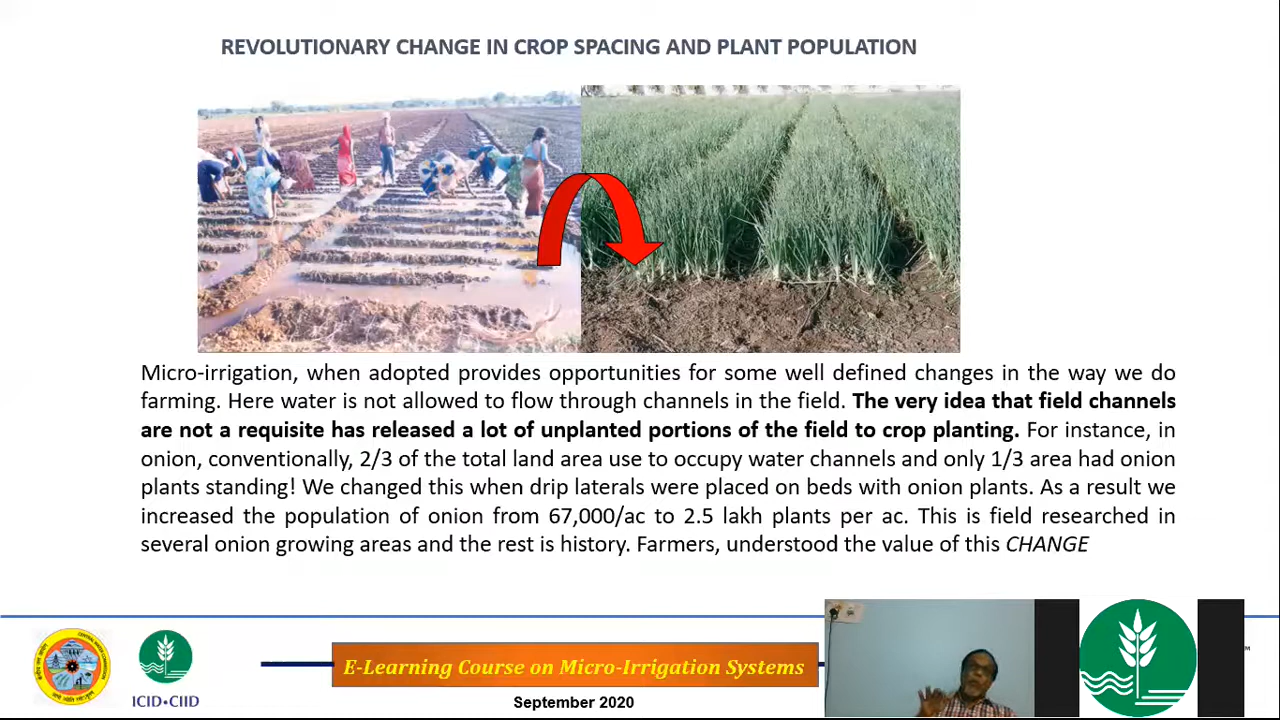 REVOLUTIONARY CHANGE IN CROP SPACING AND PLANT POPULATION
Micro-irrigation, when adopted provides opportunities for some well defined changes in the way we do
farming. Here water is not allowed to flow through channels in the field. The very idea that field channels
are not a requisite has released a lot of unplanted portions of the field to crop planting. For instance, in
onion, conventionally, 2/3 of the total land area use to occupy water channels and only 1/3 area had onion
plants standing! We changed this when drip laterals were placed on beds with onion plants. As a result we
increased the population of onion from 67,000/ac to 2.5 lakh plants per ac. This is field researched in
several onion growing areas and the rest is history. Farmers, understood the value of this CHANGE
E-Learning Course on Micro-Irrigation Systems
ICID•CIID
September 2020